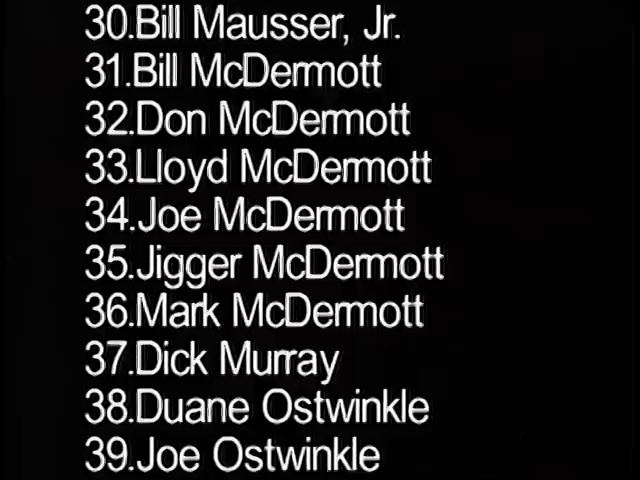 30.Bill Mausser, Jr.
31.Bill McDermott
32.Don McDermott
33.Lloyd McDermott
34.Joe McDermott
35.Jigger McDermott
36.Mark McDermott
37.Dick Murray
38.Duane Ostwinkle
39.Joe Ostwinkle